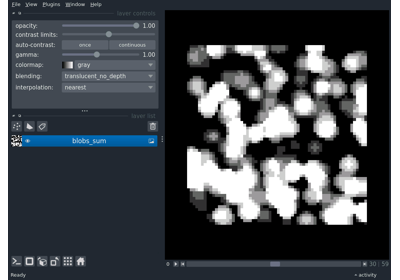 File View Plugins Window Help
layer controls
opacity: 1.00
contrast limits:
auto-contrast: once continuous
gamma: 1.00
colormap: gray
blending: translucent_no_depth
interpolation: nearest
layer list
blobs_sum
30 59
Ready activity